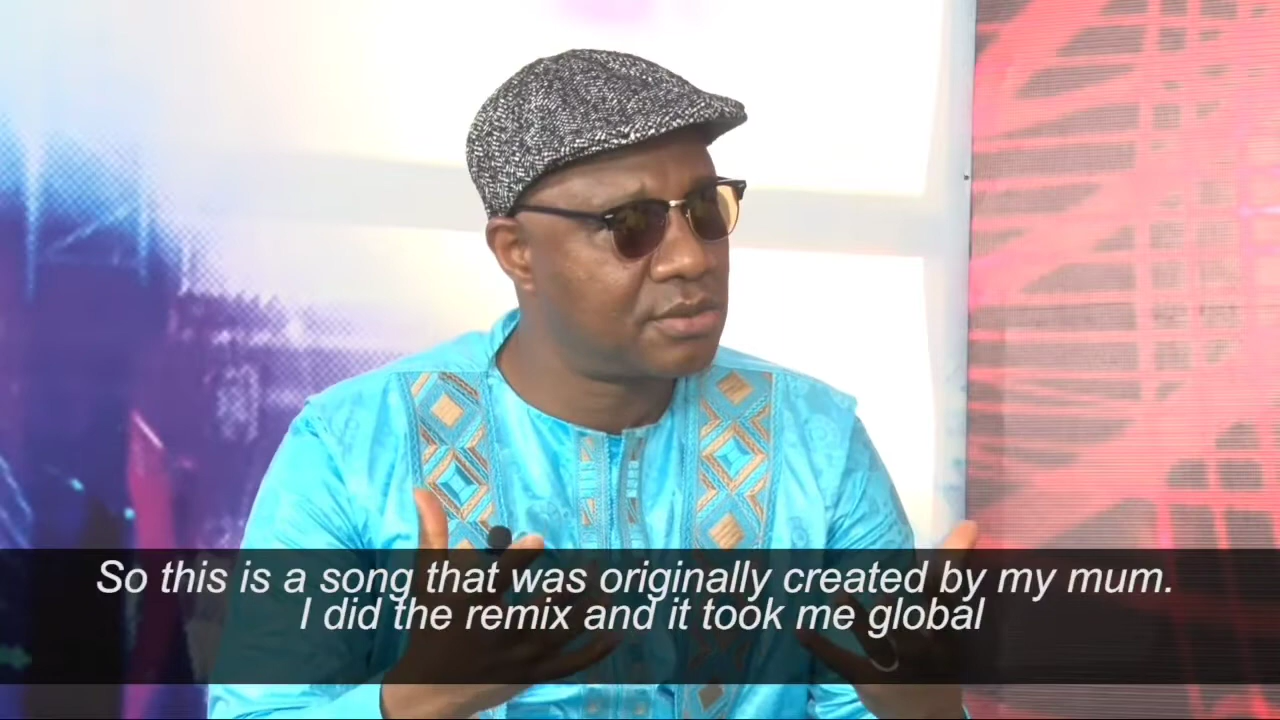 So this is a song that was originally created by my mum.
I did the remix and it took me global